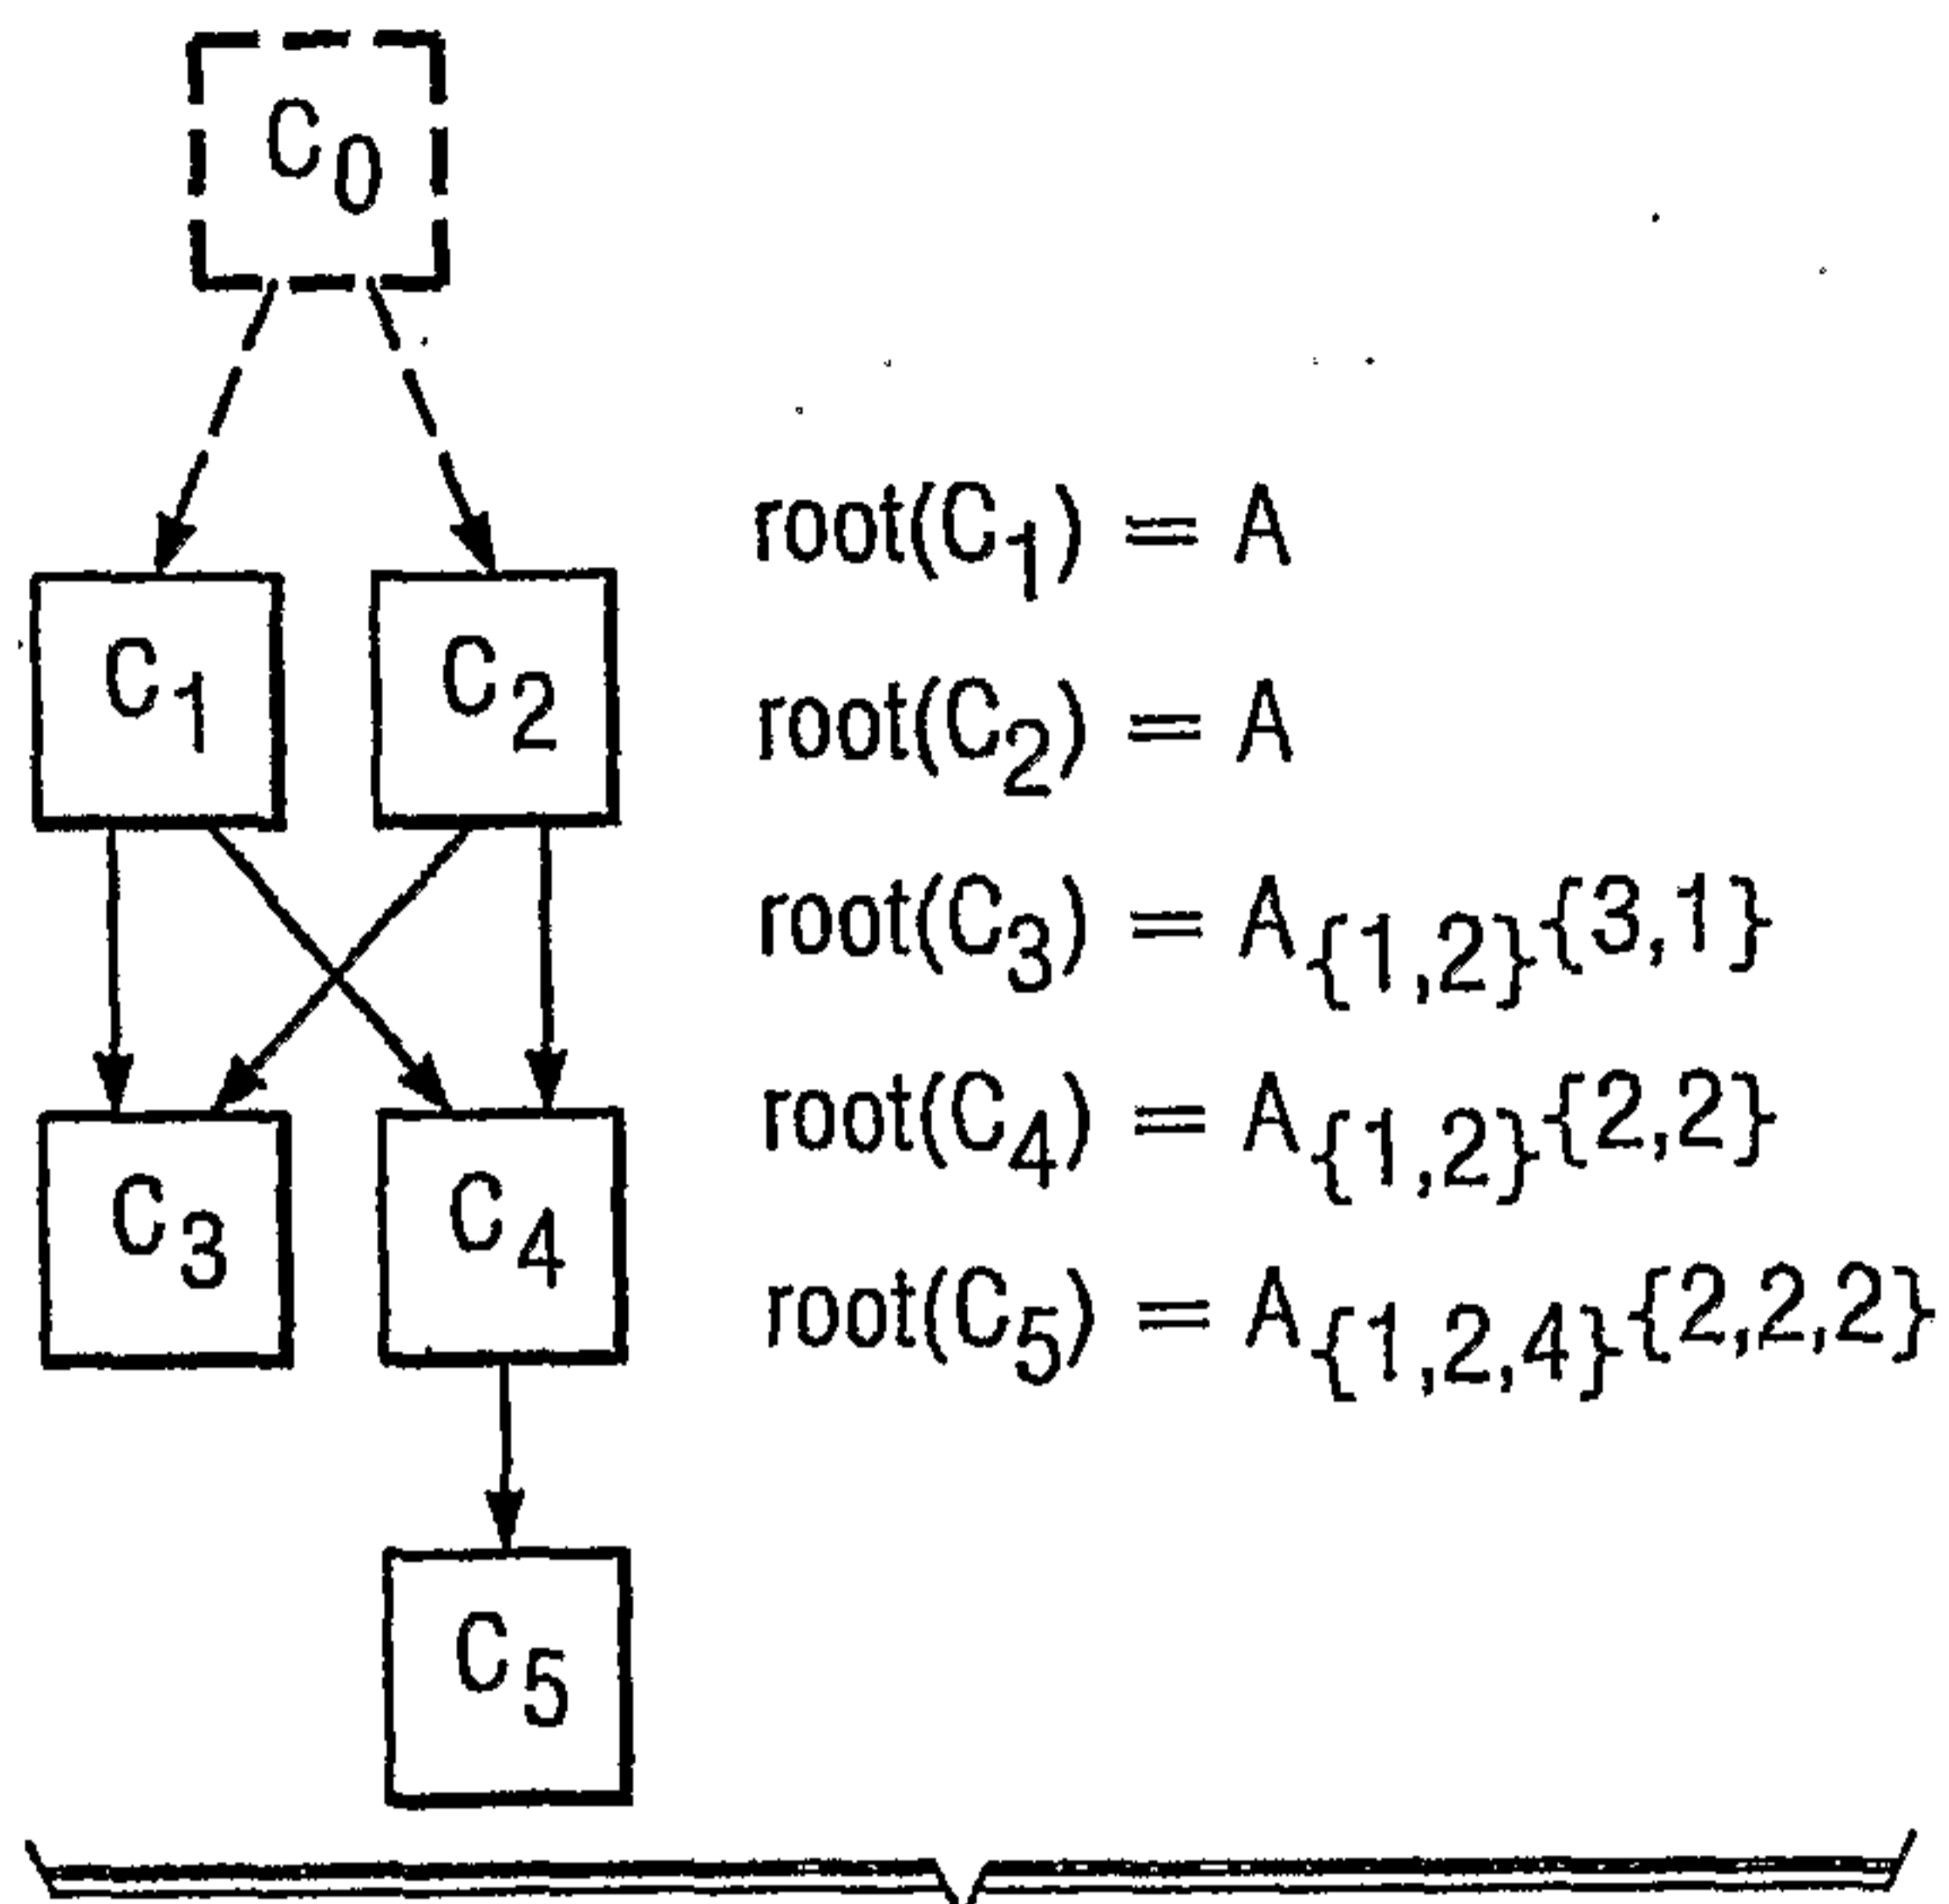 C0
C1 C2
root(C1) = A
root(C2) = A
root(C3) = A{1,2}{3,1}
C3 C4
root(C4) = A{1,2}{2,2}
root(C5) = A{1,2,4}{2,2,2}
C5